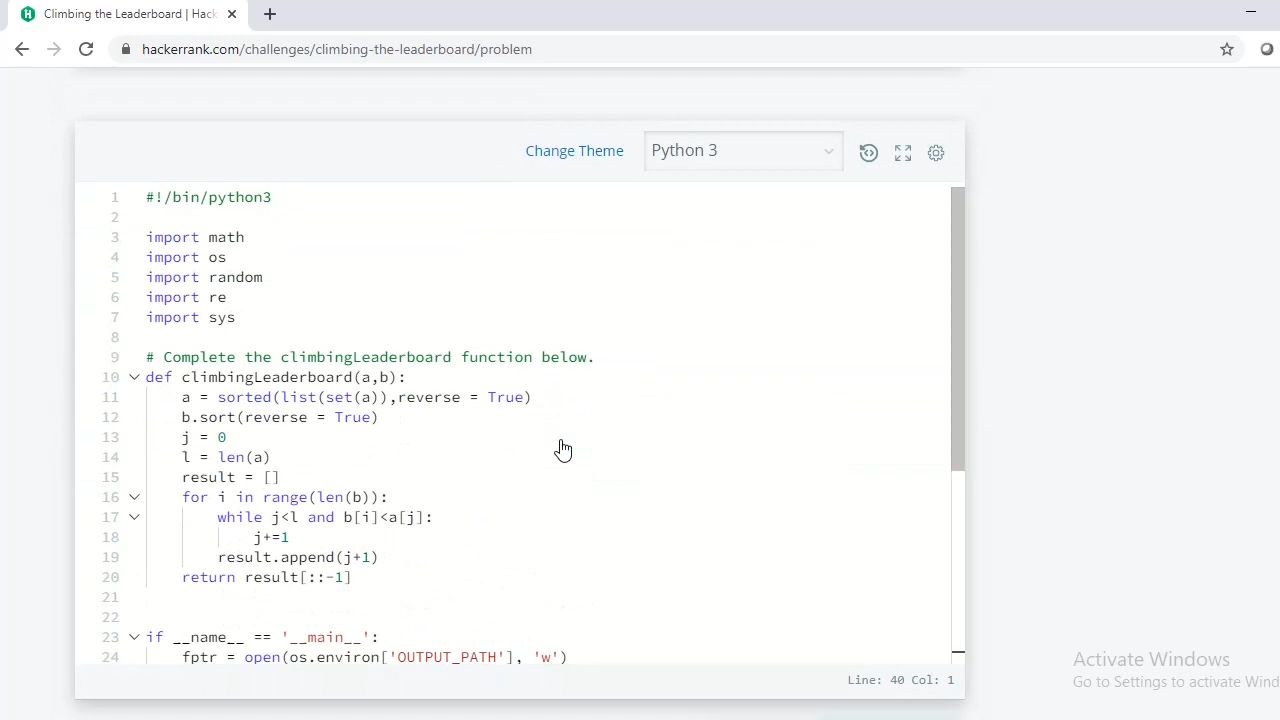 Climbing the Leaderboard | Hack
hackerrank.com/challenges/climbing-the-leaderboard/problem
Change Theme
Python 3
1 #!/bin/python3
2
3 import math
4 import os
5 import random
6 import re
7 import sys
8
9 # Complete the climbingLeaderboard function below.
10 def climbingLeaderboard(a,b):
11 a = sorted(list(set(a)),reverse = True)
12 b.sort(reverse = True)
13 j = 0
14 l = len(a)
15 result = []
16 for i in range(len(b)):
17 while j<l and b[i]<a[j]:
18 j+=1
19 result.append(j+1)
20 return result[::-1]
21
22
23 if __name__ == '__main__':
24 fptr = open(os.environ['OUTPUT_PATH'], 'w')
Line: 40 Col: 1
Activate Windows
Go to Settings to activate Wind